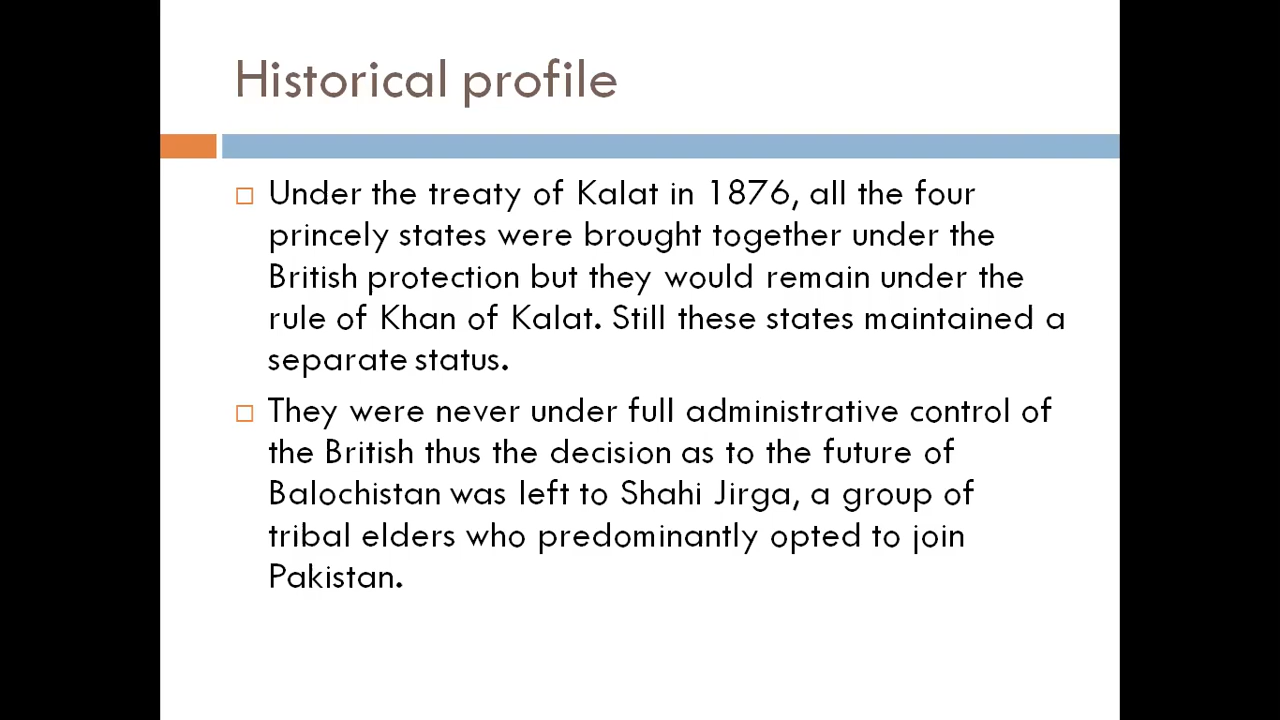 Historical profile
Under the treaty of Kalat in 1876, all the four
princely states were brought together under the
British protection but they would remain under the
rule of Khan of Kalat. Still these states maintained a
separate status.
They were never under full administrative control of
the British thus the decision as to the future of
Balochistan was left to Shahi Jirga, a group of
tribal elders who predominantly opted to join
Pakistan.